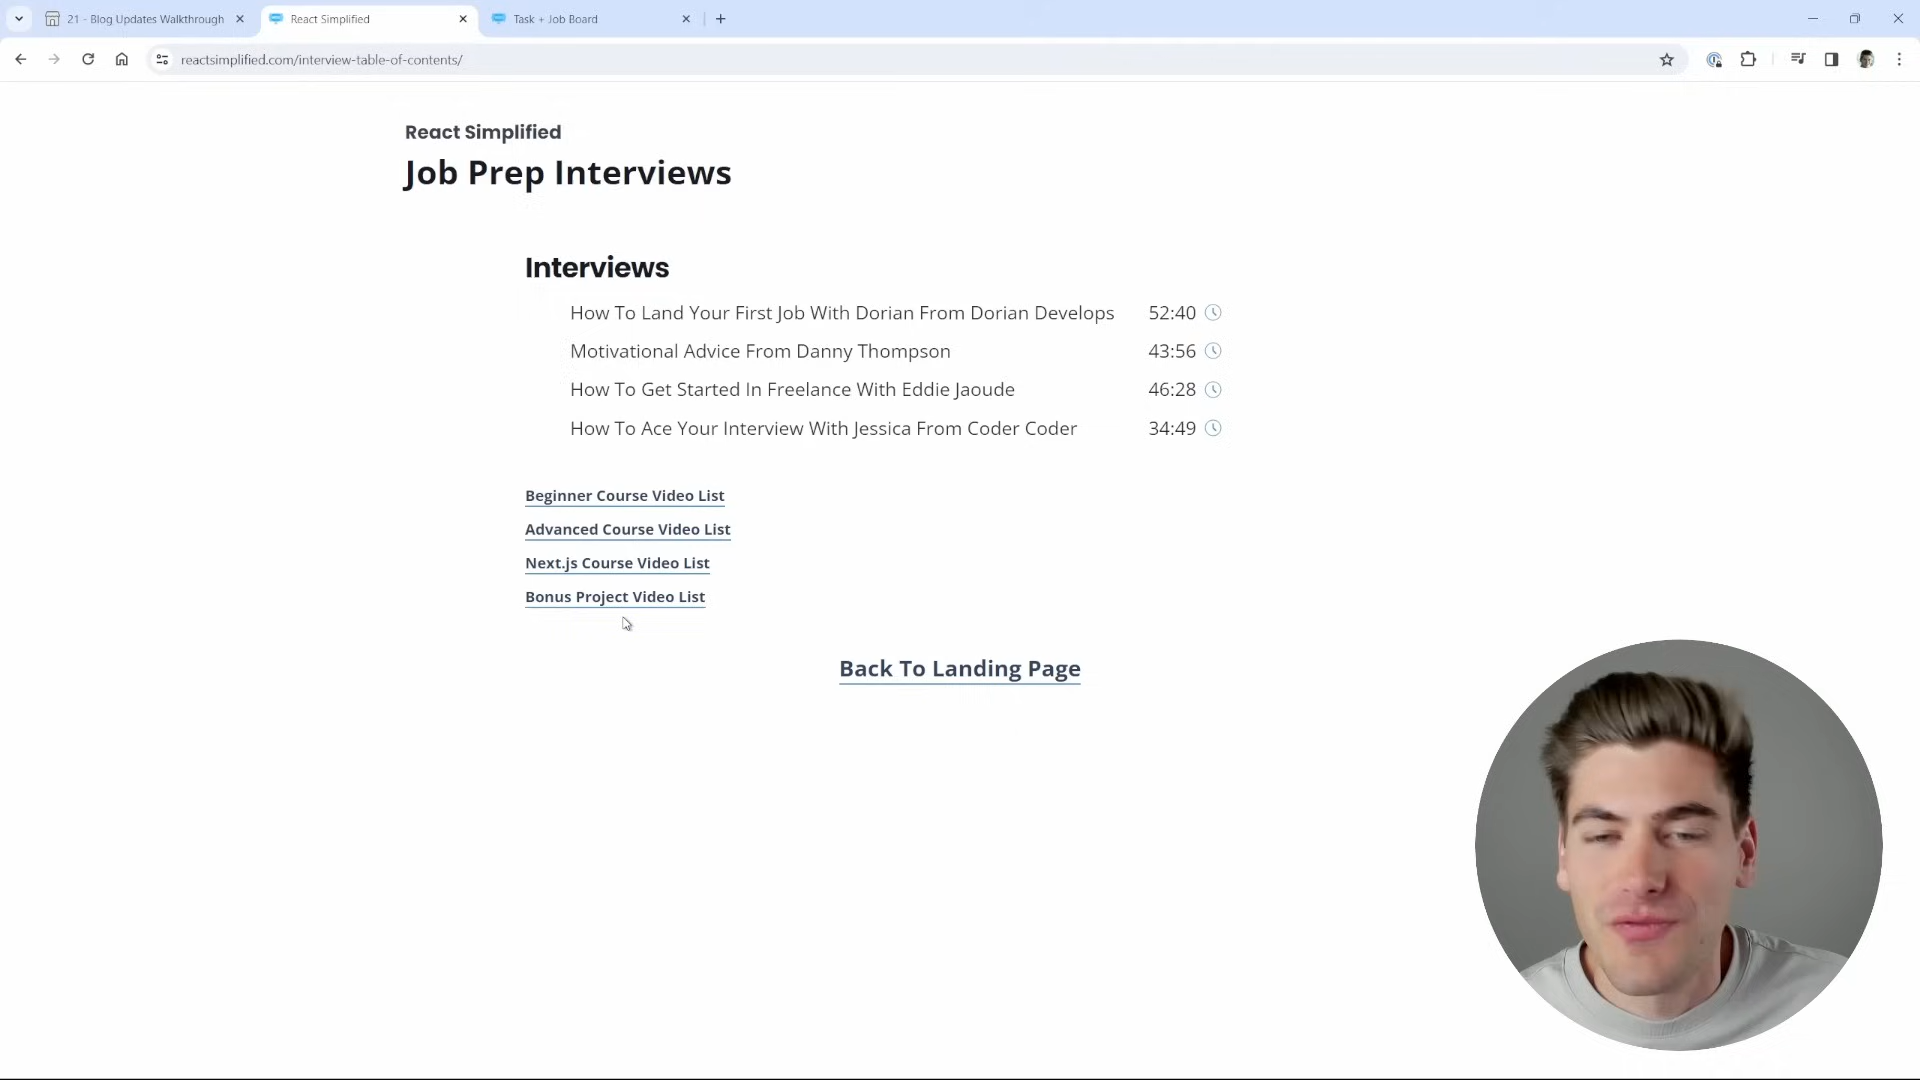 21 - Blog Updates Walkthrough
React Simplified
Task + Job Board
reactsimplified.com/interview-table-of-contents/
React Simplified
Job Prep Interviews
Interviews
How To Land Your First Job With Dorian From Dorian Develops 52:40
Motivational Advice From Danny Thompson 43:56
How To Get Started In Freelance With Eddie Jaoude 46:28
How To Ace Your Interview With Jessica From Coder Coder 34:49
Beginner Course Video List
Advanced Course Video List
Next.js Course Video List
Bonus Project Video List
Back To Landing Page